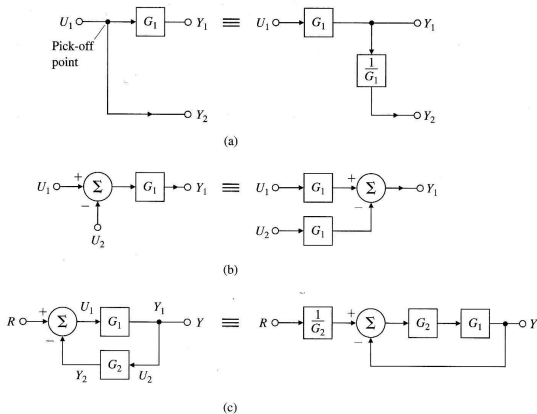 U₁ G₁ Y₁ ≡ U₁ G₁ Y₁
Pick-off
point
1
G₁
Y₂ Y₂
(a)
U₁ + Σ G₁ Y₁ ≡ U₁ G₁ + Σ Y₁
−
−
U₂
U₂ G₁
(b)
R + Σ U₁ G₁ Y₁ Y ≡ R 1/G₂ + Σ G₂ G₁ Y
− −
Y₂ G₂ U₂
(c)